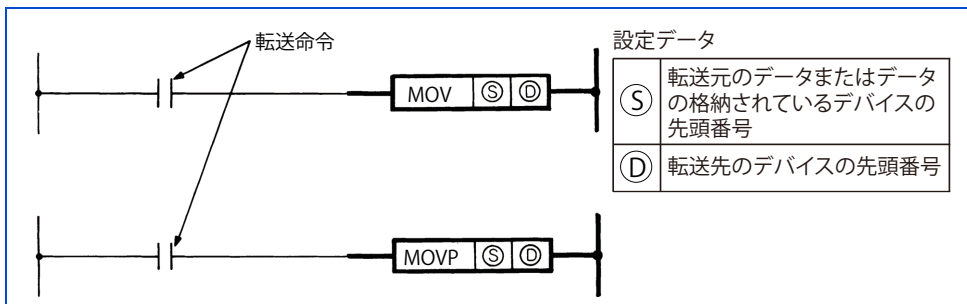 転送命令
MOV Ⓢ Ⓓ
設定データ
Ⓢ 転送元のデータまたはデータ
の格納されているデバイスの
先頭番号
Ⓓ 転送先のデバイスの先頭番号
MOVP Ⓢ Ⓓ